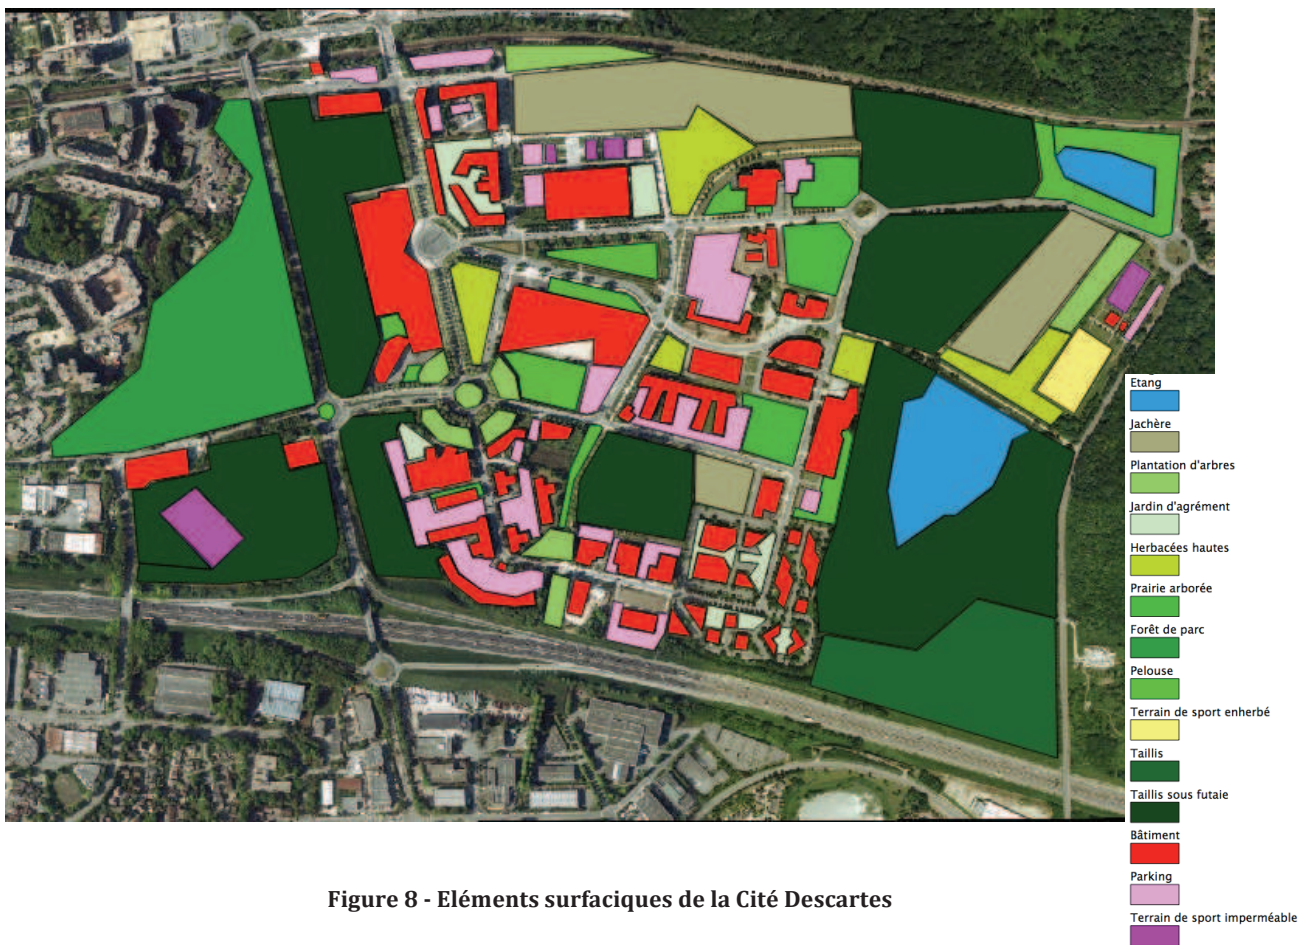 Etang
Jachère
Plantation d'arbres
Jardin d'agrément
Herbacées hautes
Prairie arborée
Forêt de parc
Pelouse
Terrain de sport enherbé
Taillis
Taillis sous futaie
Bâtiment
Parking
Terrain de sport imperméable
Figure 8 - Eléments surfaciques de la Cité Descartes